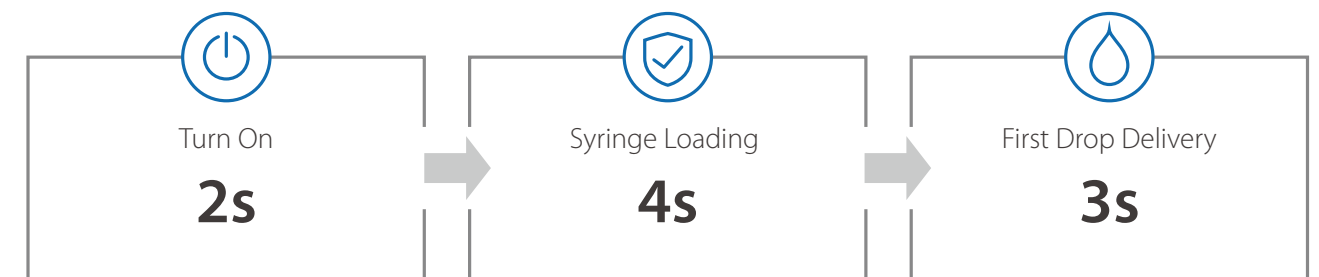 Turn On
2s
Syringe Loading
4s
First Drop Delivery
3s